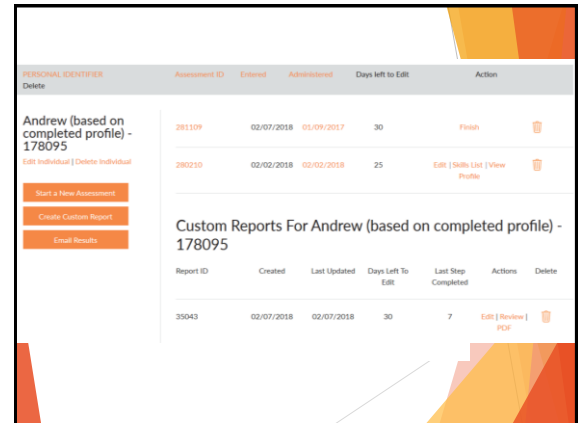 PERSONAL IDENTIFIER Assessment ID Entered Administered Days left to Edit Action
Delete
Andrew (based on
completed profile) -
178095
Edit Individual | Delete Individual
Start a New Assessment
Create Custom Report
Email Results
281109 02/07/2018 01/09/2017 30 Finish
280210 02/02/2018 02/02/2018 25 Edit | Skills List | View
Profile
Custom Reports For Andrew (based on completed profile) -
178095
Report ID Created Last Updated Days Left To Last Step Actions Delete
Edit Completed
35043 02/07/2018 02/07/2018 30 7 Edit | Review |
PDF